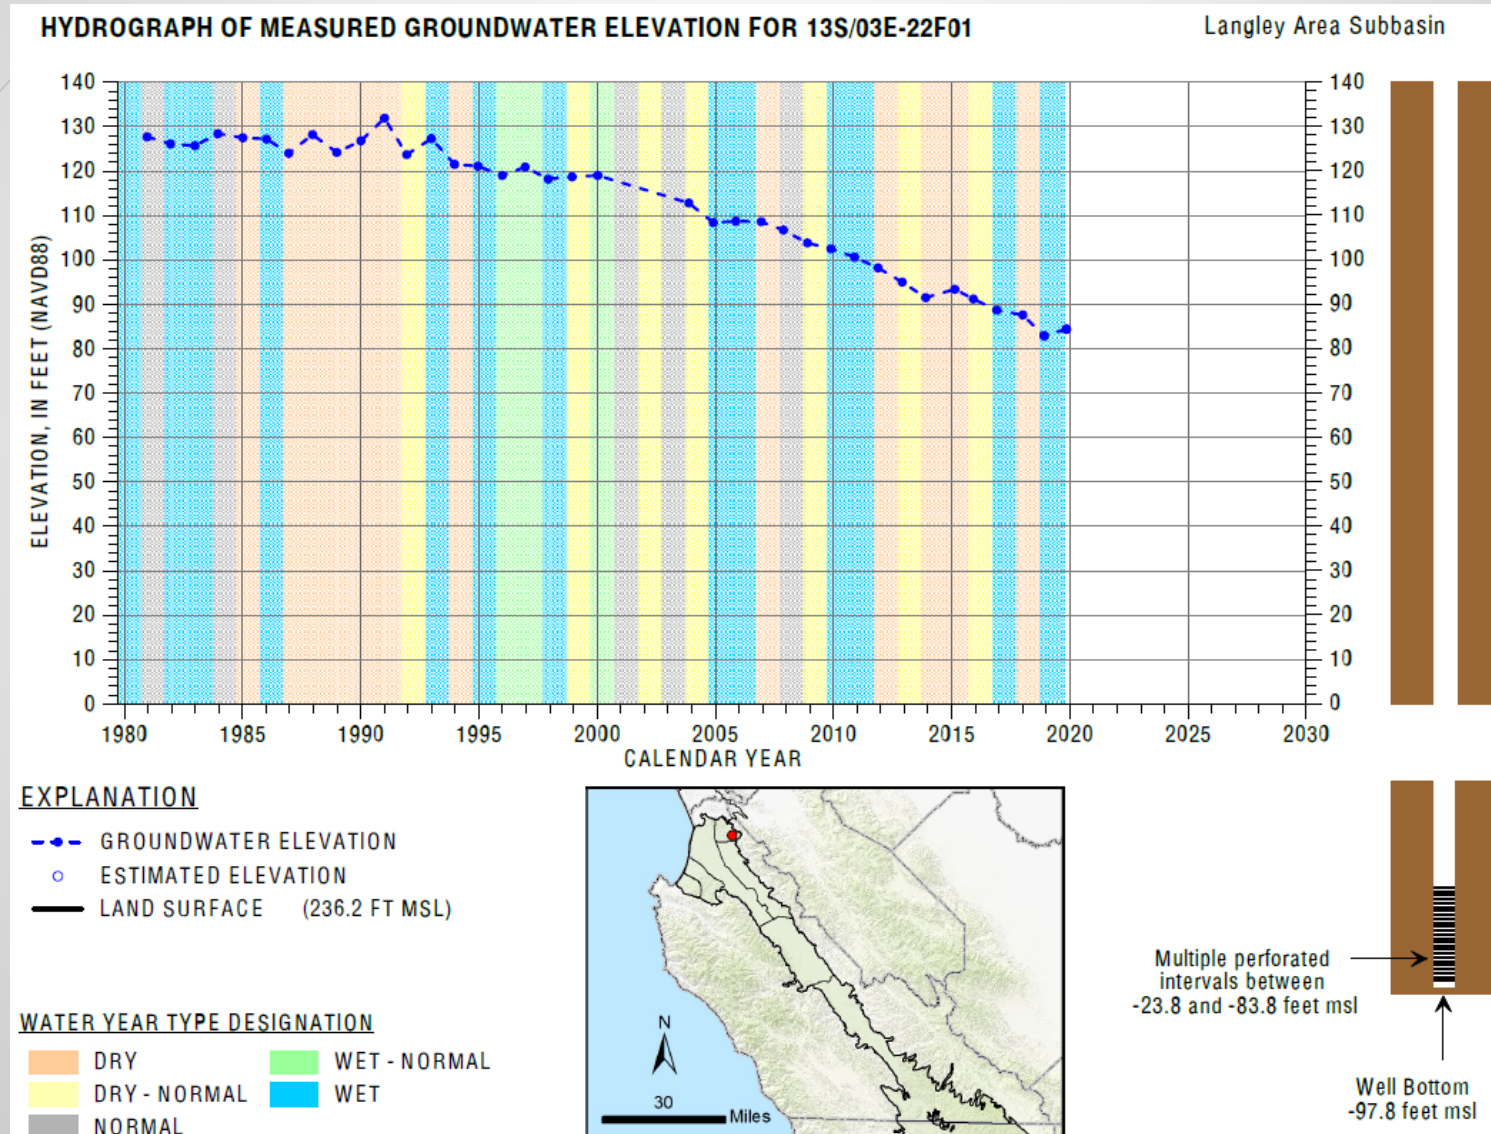 HYDROGRAPH OF MEASURED GROUNDWATER ELEVATION FOR 13S/03E-22F01
Langley Area Subbasin
ELEVATION, IN FEET (NAVD88)
140
130
120
110
100
90
80
70
60
50
40
30
20
10
0
140
130
120
110
100
90
80
70
60
50
40
30
20
10
0
1980 1985 1990 1995 2000 2005 2010 2015 2020 2025 2030
CALENDAR YEAR
EXPLANATION
GROUNDWATER ELEVATION
ESTIMATED ELEVATION
LAND SURFACE (236.2 FT MSL)
WATER YEAR TYPE DESIGNATION
DRY
DRY - NORMAL
NORMAL
WET - NORMAL
WET
N
30
Miles
Multiple perforated
intervals between
-23.8 and -83.8 feet msl
Well Bottom
-97.8 feet msl